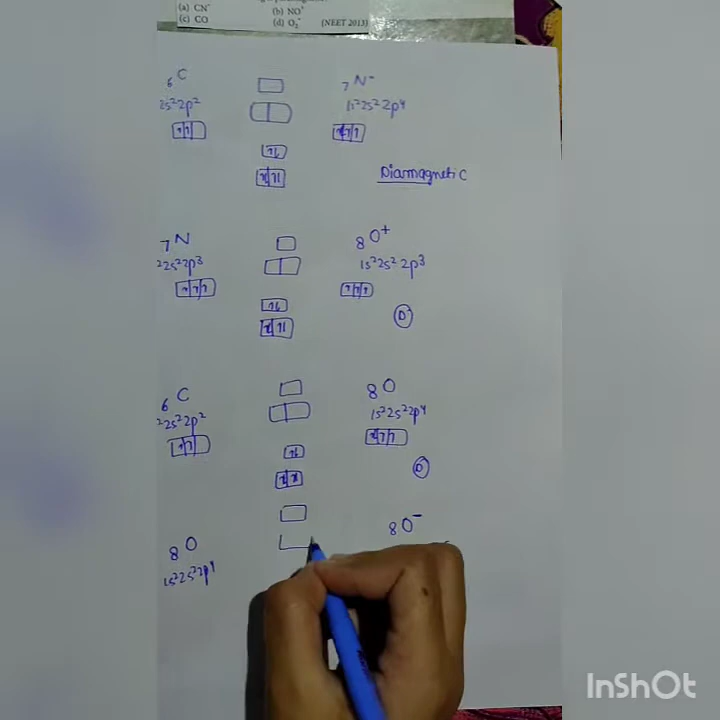 (a) CN⁻ (b) NO⁺
(c) CO (d) O₂⁻ (NEET 2013)
₆C ₇N⁻
2s²2p² 1s²2s²2p⁴
Diamagnetic
₇N ₈O⁺
2s²2p³ 1s²2s²2p³
D
₆C ₈O
2s²2p² 1s²2s²2p⁴
D
₈O ₈O⁻
1s²2s²2p⁴
InShOt